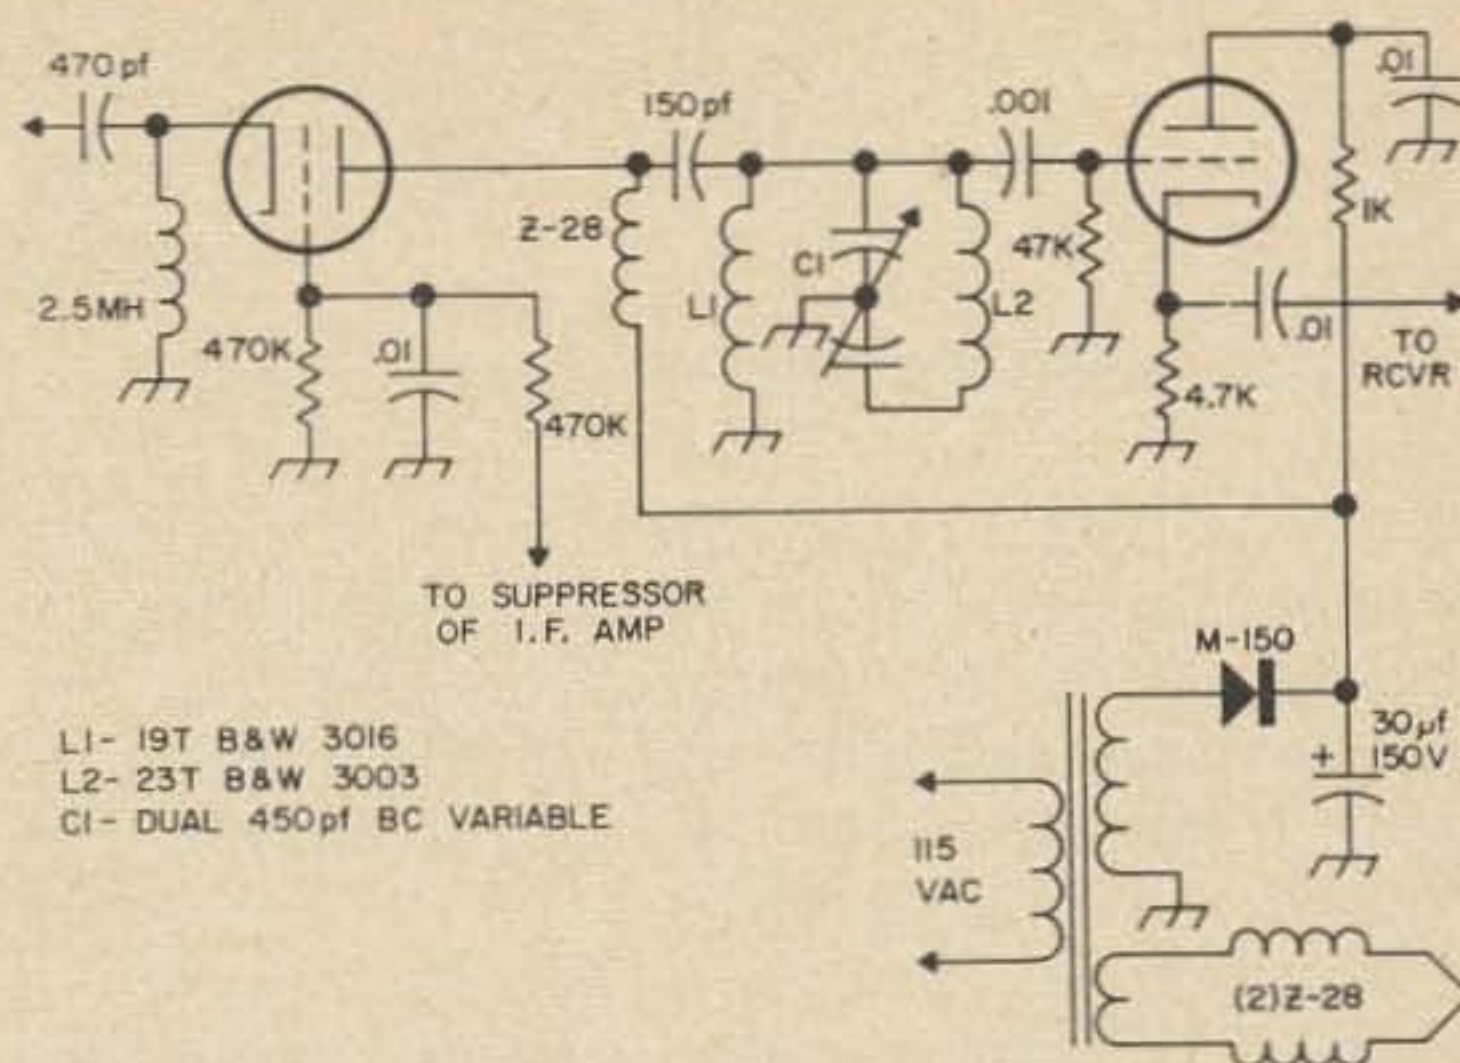 470pf
150pf
.001
.01
Z-28
1K
C1
47K
2.5MH
L1
L2
470K
.01
.01
TO
RCVR
4.7K
470K
TO SUPPRESSOR
OF I.F. AMP
M-150
30µf
+ 150V
L1- 19T B&W 3016
L2- 23T B&W 3003
C1- DUAL 450pf BC VARIABLE
115
VAC
(2)Z-28